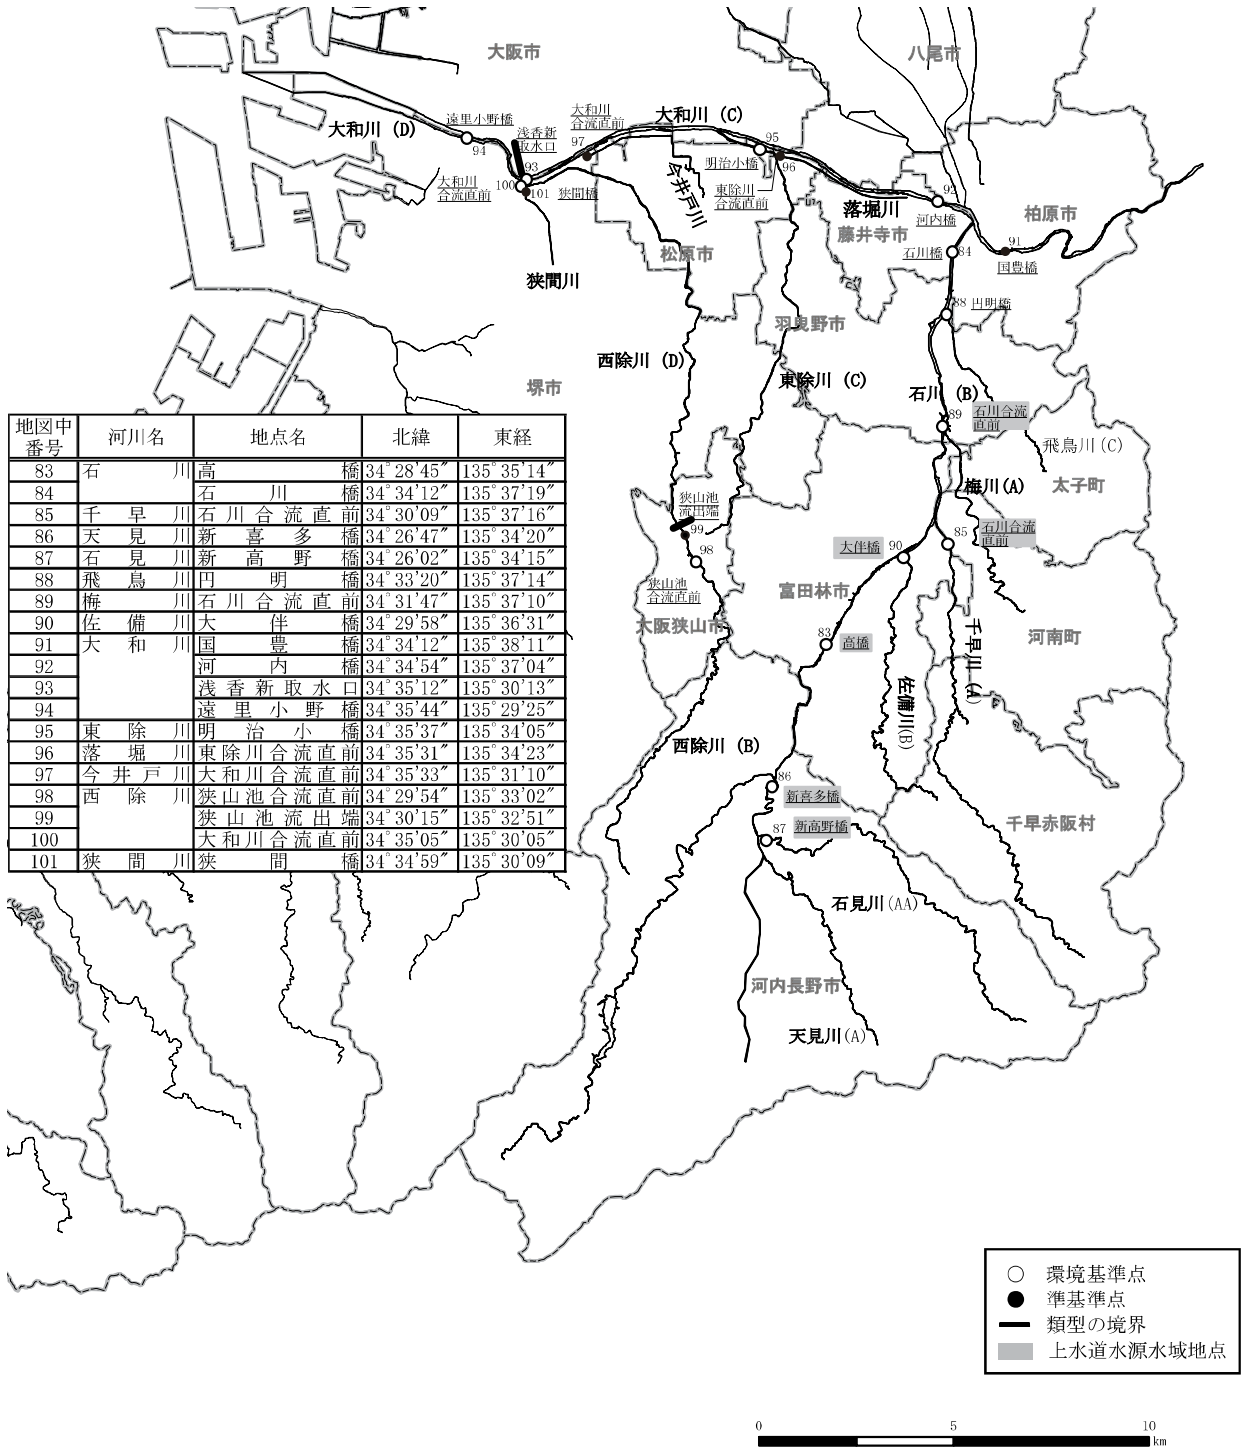 大阪市
八尾市
大和川 (D)
遠里小野橋
94
浅香新
取水口
大和川
合流直前
97
大和川 (C)
95
明治小橋
96
93
100
101
大和川
合流直前
狭間橋
今井戸川
東除川
合流直前
92
落堀川
河内橋
柏原市
藤井寺市
石川橋
84
91
国豊橋
松原市
狭間川
88
円明橋
羽曳野市
西除川 (D)
東除川 (C)
堺市
石川 (B)
89
石川合流
直前
飛鳥川(C)
梅川(A)
太子町
地図中番号 河川名 地点名 北緯 東経
83 石川 高橋 34°28′45″ 135°35′14″
84 石川橋 34°34′12″ 135°37′19″
85 千早川 石川合流直前 34°30′09″ 135°37′16″
86 天見川 新喜多橋 34°26′47″ 135°34′20″
87 石見川 新高野橋 34°26′02″ 135°34′15″
88 飛鳥川 円明橋 34°33′20″ 135°37′14″
89 梅川 石川合流直前 34°31′47″ 135°37′10″
90 佐備川 大伴橋 34°29′58″ 135°36′31″
91 大和川 国豊橋 34°34′12″ 135°38′11″
92 河内橋 34°34′54″ 135°37′04″
93 浅香新取水口 34°35′12″ 135°30′13″
94 遠里小野橋 34°35′44″ 135°29′25″
95 東除川 明治小橋 34°35′37″ 135°34′05″
96 落堀川 東除川合流直前 34°35′31″ 135°34′23″
97 今井戸川 大和川合流直前 34°35′33″ 135°31′10″
98 西除川 狭山池合流直前 34°29′54″ 135°33′02″
99 狭山池流出端 34°30′15″ 135°32′51″
100 大和川合流直前 34°35′05″ 135°30′05″
101 狭間川 狭間橋 34°34′59″ 135°30′09″
狭山池
流出端
99
98
狭山池
合流直前
大阪狭山市
大伴橋
90
85
石川合流
直前
富田林市
83
高橋
河南町
千早川 (A)
佐備川(B)
西除川 (B)
86
新喜多橋
87
新高野橋
千早赤阪村
石見川(AA)
河内長野市
天見川(A)
環境基準点
準基準点
類型の境界
上水道水源水域地点
0 5 10
km